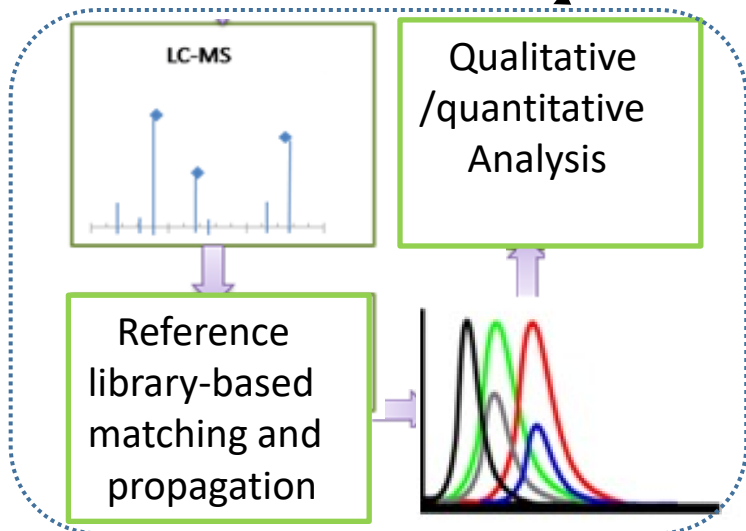 LC-MS
Qualitative
/quantitative
Analysis
Reference
library-based
matching and
propagation